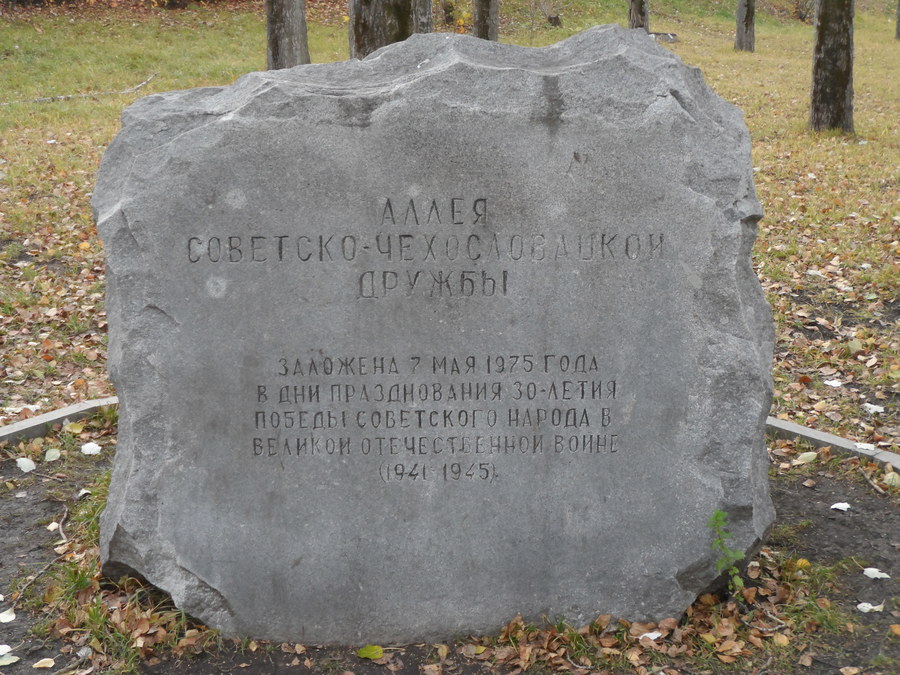 АЛЛЕЯ
СОВЕТСКО-ЧЕХОСЛОВАЦКОЙ
ДРУЖБЫ
ЗАЛОЖЕНА 7 МАЯ 1975 ГОДА
В ДНИ ПРАЗДНОВАНИЯ 30-ЛЕТИЯ
ПОБЕДЫ СОВЕТСКОГО НАРОДА В
ВЕЛИКОЙ ОТЕЧЕСТВЕННОЙ ВОЙНЕ
(1941-1945).